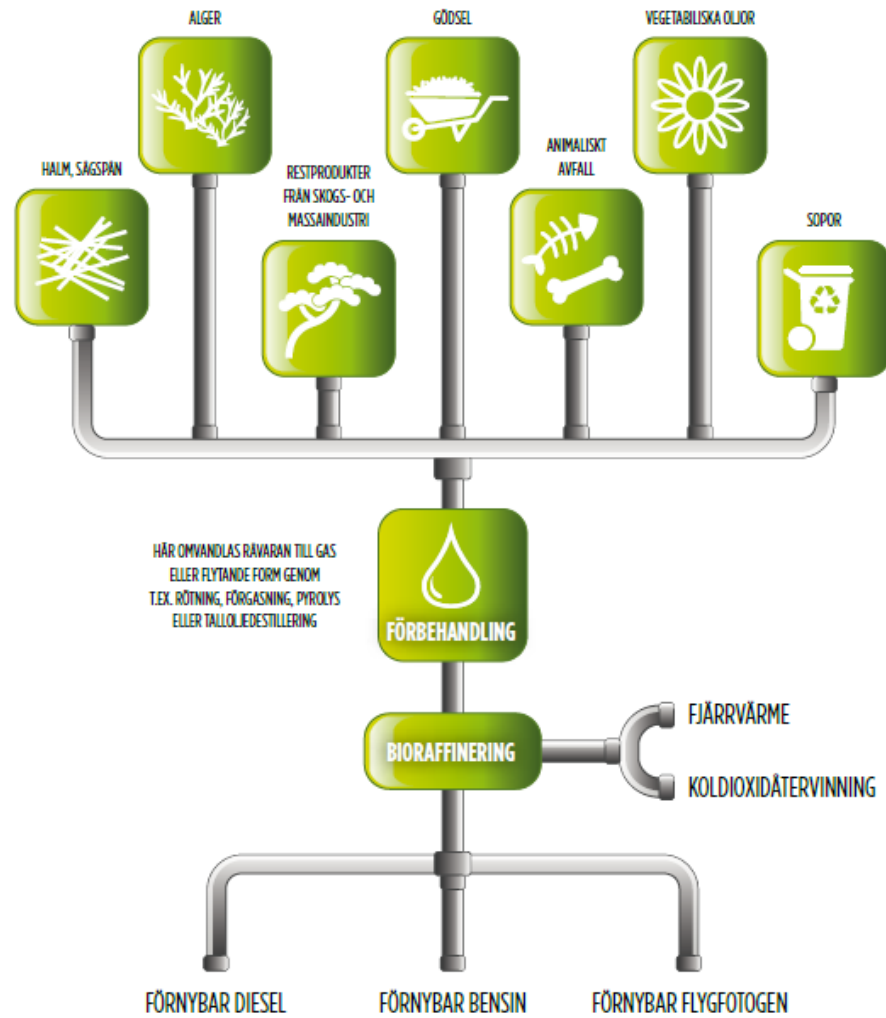 ALGER
GÖDSEL
VEGETABILISKA OLJOR
HALM, SÅGSPÅN
RESTPRODUKTER
FRÅN SKOGS- OCH
MASSAINDUSTRI
ANIMALISKT
AVFALL
SOPOR
HÄR OMVANDLAS RÅVARAN TILL GAS
ELLER FLYTANDE FORM GENOM
T.EX. RÖTNING, FÖRGASNING, PYROLYS
ELLER TALLOLJEDESTILLERING
FÖRBEHANDLING
BIORAFFINERING
FJÄRRVÄRME
KOLDIOXIDÅTERVINNING
FÖRNYBAR DIESEL
FÖRNYBAR BENSIN
FÖRNYBAR FLYGFOTOGEN